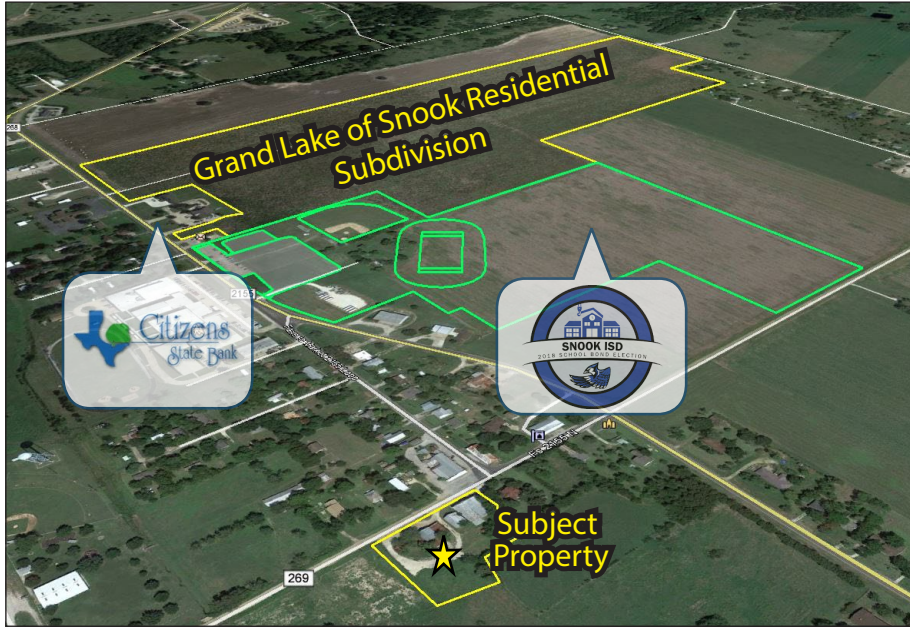 Grand Lake of Snook Residential
Subdivision
268
2155
Citizens
State Bank
SNOOK ISD
2018 SCHOOL BOND ELECTION
Subject
Property
269